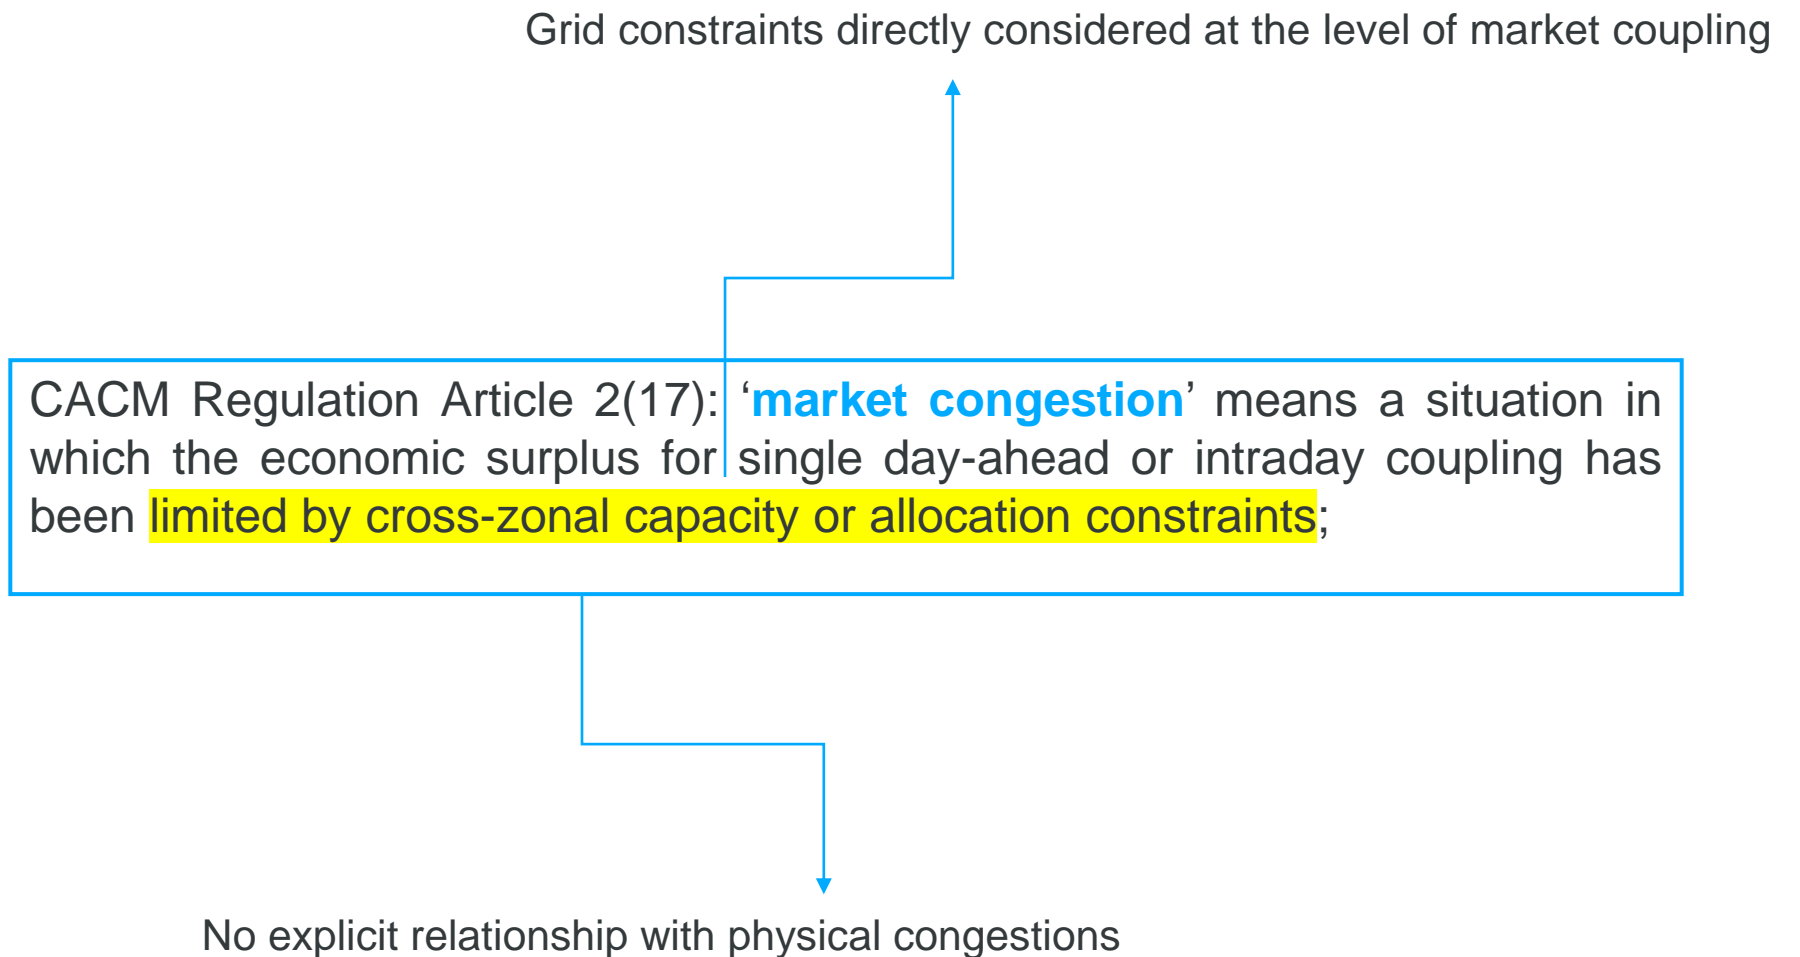 Grid constraints directly considered at the level of market coupling
CACM Regulation Article 2(17): ‘market congestion’ means a situation in
which the economic surplus for single day-ahead or intraday coupling has
been limited by cross-zonal capacity or allocation constraints;
No explicit relationship with physical congestions